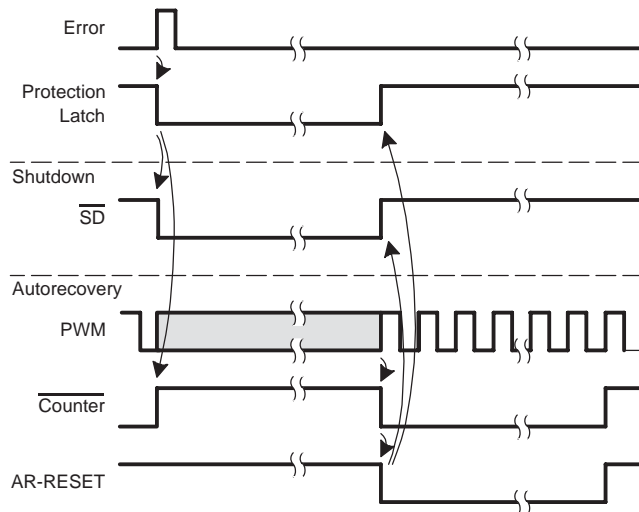 Error
Protection
Latch
Shutdown
SD
Autorecovery
PWM
Counter
AR-RESET